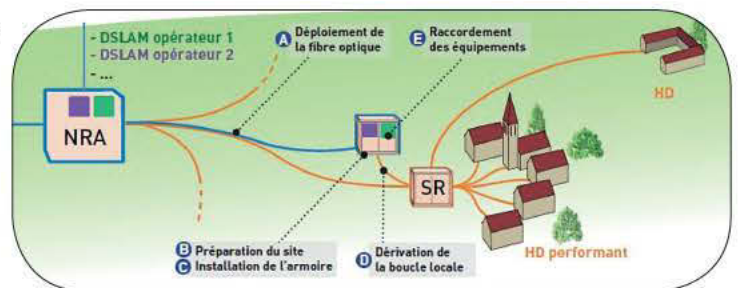 - DSLAM opérateur 1
- DSLAM opérateur 2
- ...
NRA
A Déploiement de
la fibre optique
E Raccordement
des équipements
HD
SR
B Préparation du site
C Installation de l'armoire
D Dérivation de
la boucle locale
HD performant